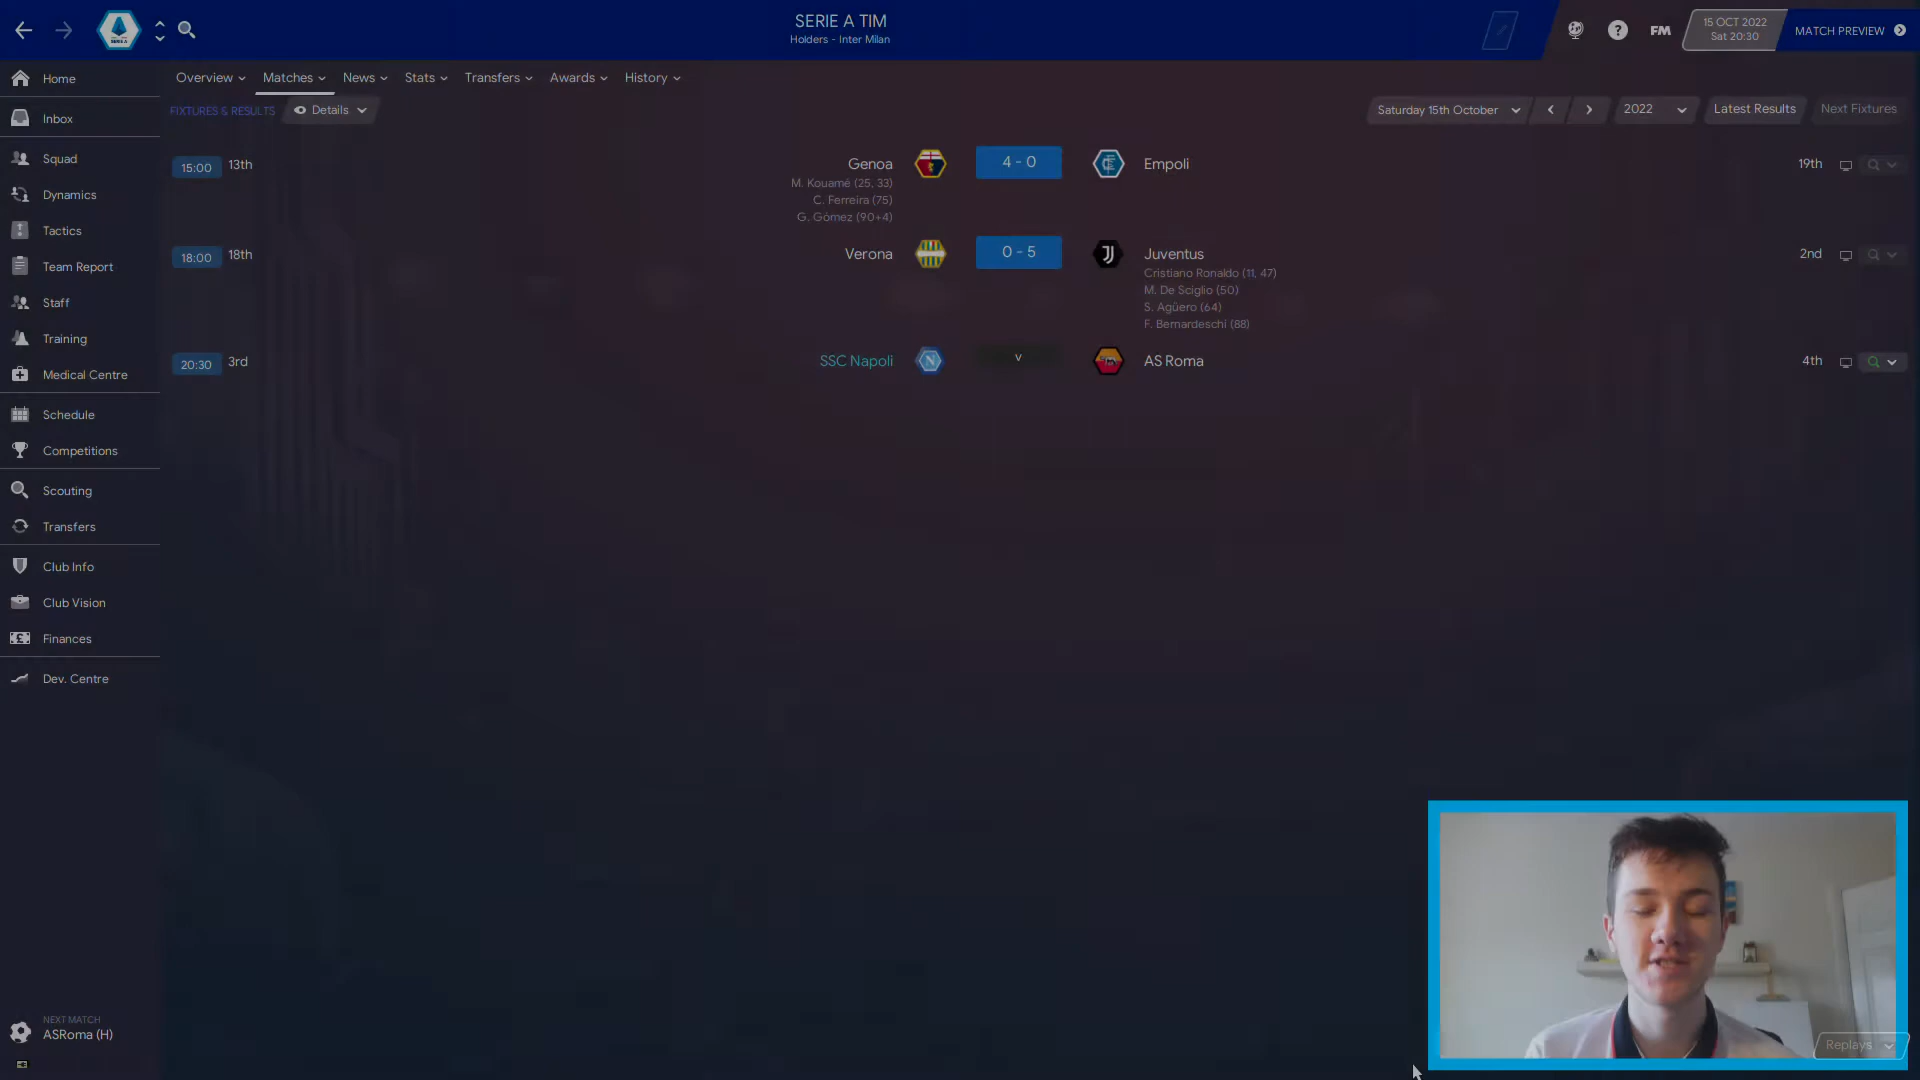 SERIE A TIM
Holders - Inter Milan
FM
15 OCT 2022
Sat 20:30
MATCH PREVIEW
Home
Inbox
Squad
Dynamics
Tactics
Team Report
Staff
Training
Medical Centre
Schedule
Competitions
Scouting
Transfers
Club Info
Club Vision
Finances
Dev. Centre
NEXT MATCH
ASRoma (H)
Overview Matches News Stats Transfers Awards History
FIXTURES & RESULTS Details
Saturday 15th October 2022 Latest Results Next Fixtures
15:00 13th Genoa 4 - 0 Empoli 19th
M. Kouamé (25, 33)
C. Ferreira (75)
G. Gómez (90+4)
18:00 18th Verona 0 - 5 Juventus 2nd
Cristiano Ronaldo (11, 47)
M. De Sciglio (50)
S. Agüero (64)
F. Bernardeschi (88)
20:30 3rd SSC Napoli v AS Roma 4th
Replays